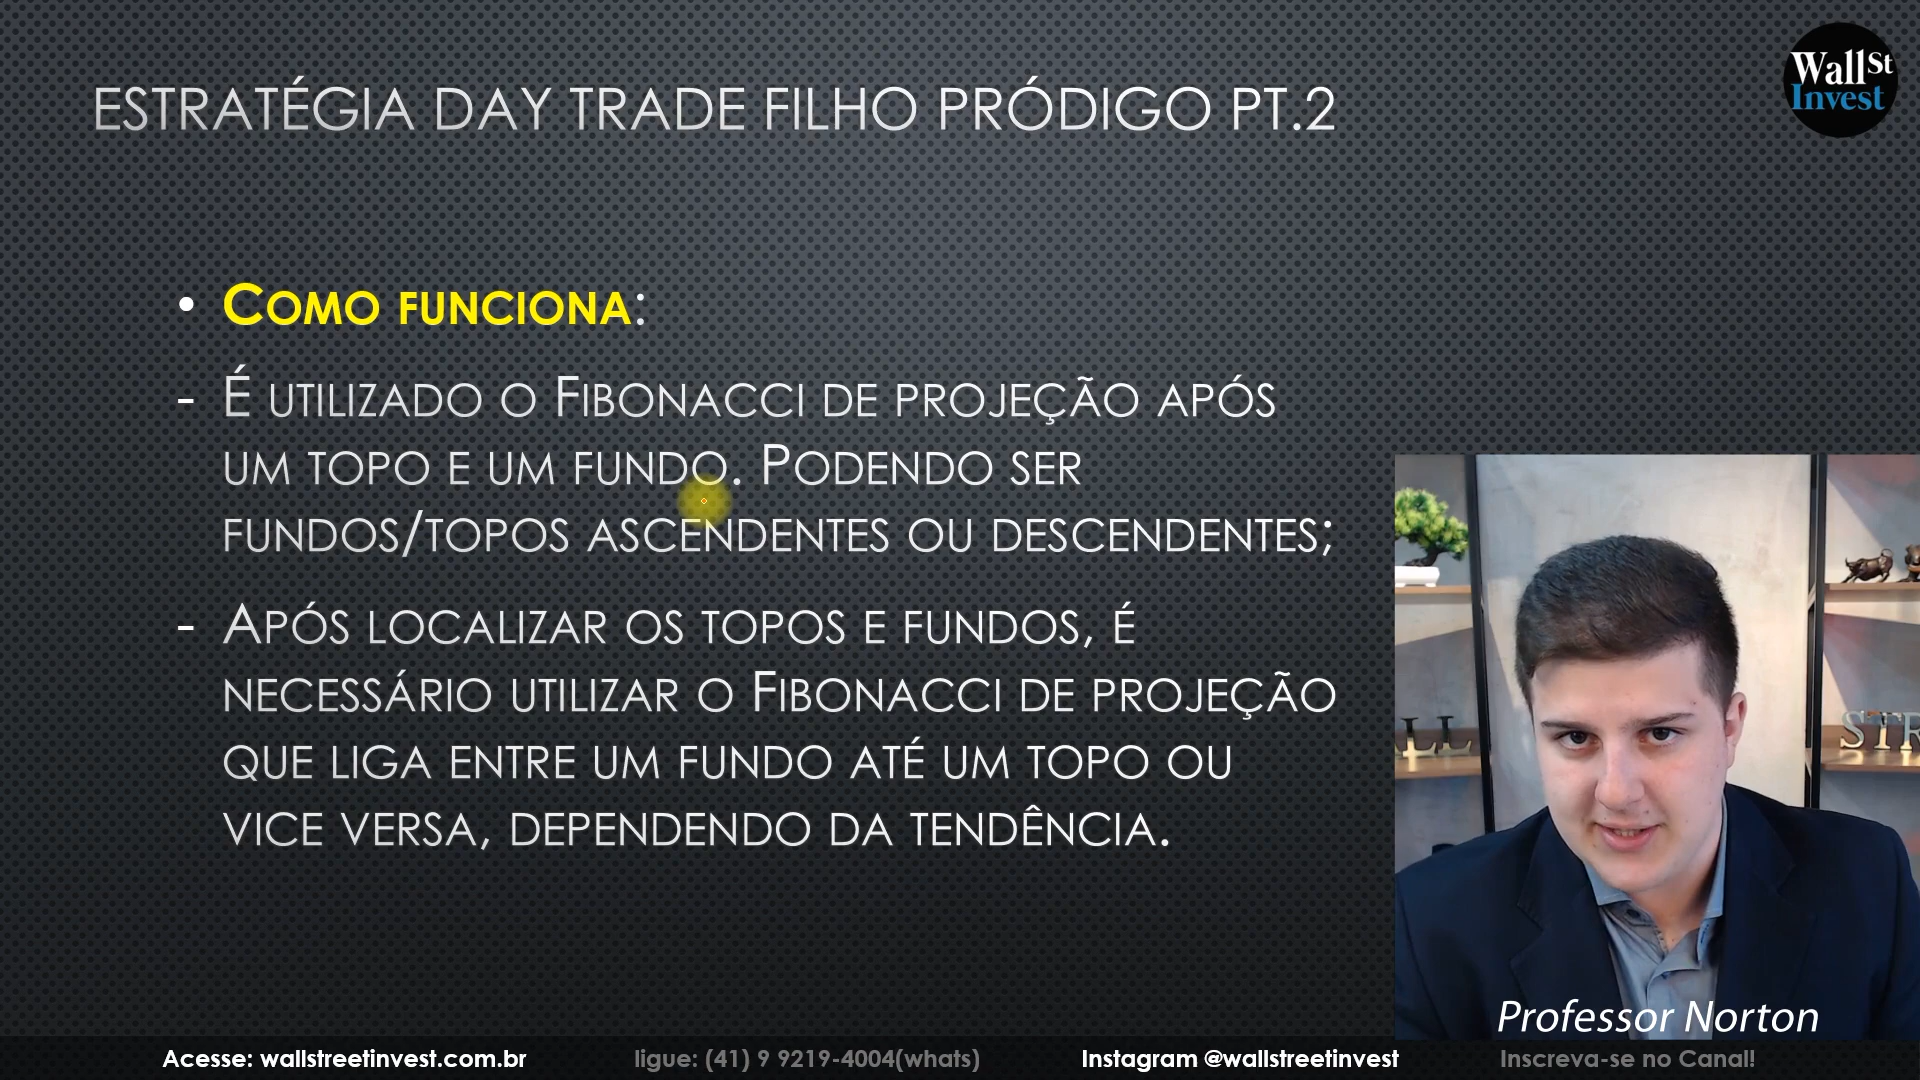 WallSt
Invest
ESTRATÉGIA DAY TRADE FILHO PRÓDIGO PT.2
• COMO FUNCIONA:
- É UTILIZADO O FIBONACCI DE PROJEÇÃO APÓS
UM TOPO E UM FUNDO. PODENDO SER
FUNDOS/TOPOS ASCENDENTES OU DESCENDENTES;
- APÓS LOCALIZAR OS TOPOS E FUNDOS, É
NECESSÁRIO UTILIZAR O FIBONACCI DE PROJEÇÃO
QUE LIGA ENTRE UM FUNDO ATÉ UM TOPO OU
VICE VERSA, DEPENDENDO DA TENDÊNCIA.
ALL STR
Professor Norton
Acesse: wallstreetinvest.com.br ligue: (41) 9 9219-4004(whats) Instagram @wallstreetinvest Inscreva-se no Canal!